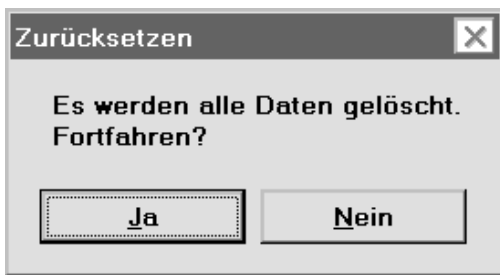 Zurücksetzen
Es werden alle Daten gelöscht.
Fortfahren?
Ja
Nein